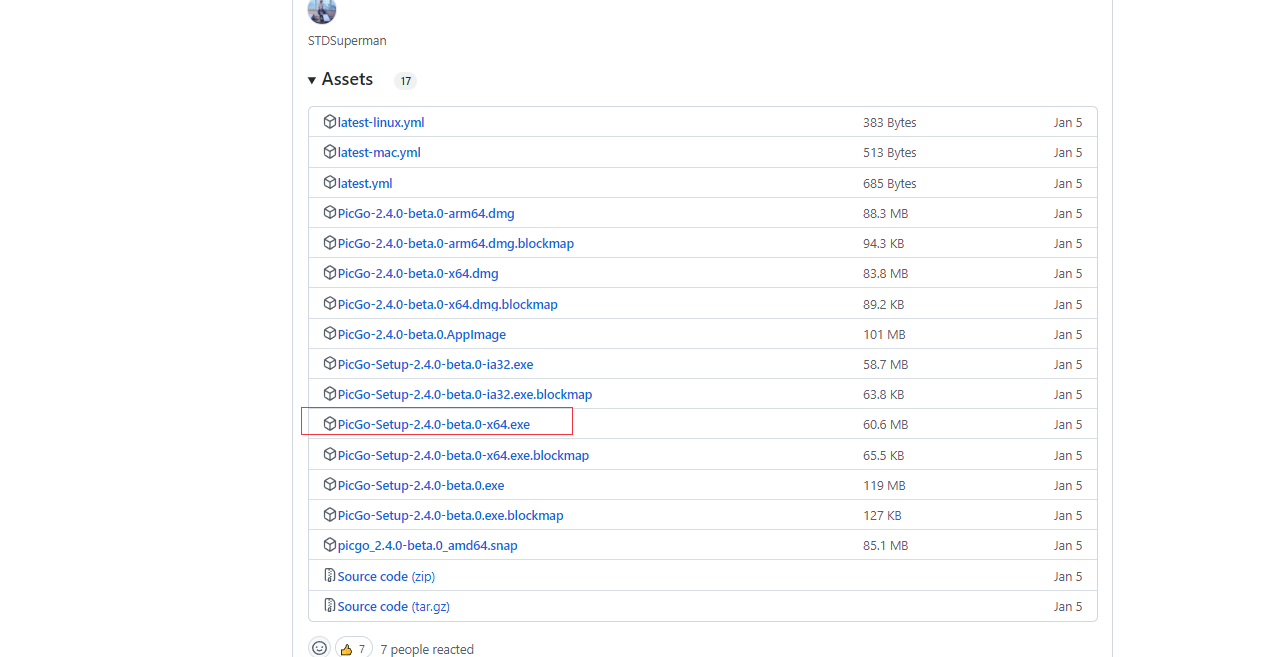 STDSuperman
Assets 17
latest-linux.yml 383 Bytes Jan 5
latest-mac.yml 513 Bytes Jan 5
latest.yml 685 Bytes Jan 5
PicGo-2.4.0-beta.0-arm64.dmg 88.3 MB Jan 5
PicGo-2.4.0-beta.0-arm64.dmg.blockmap 94.3 KB Jan 5
PicGo-2.4.0-beta.0-x64.dmg 83.8 MB Jan 5
PicGo-2.4.0-beta.0-x64.dmg.blockmap 89.2 KB Jan 5
PicGo-2.4.0-beta.0.AppImage 101 MB Jan 5
PicGo-Setup-2.4.0-beta.0-ia32.exe 58.7 MB Jan 5
PicGo-Setup-2.4.0-beta.0-ia32.exe.blockmap 63.8 KB Jan 5
PicGo-Setup-2.4.0-beta.0-x64.exe 60.6 MB Jan 5
PicGo-Setup-2.4.0-beta.0-x64.exe.blockmap 65.5 KB Jan 5
PicGo-Setup-2.4.0-beta.0.exe 119 MB Jan 5
PicGo-Setup-2.4.0-beta.0.exe.blockmap 127 KB Jan 5
picgo_2.4.0-beta.0_amd64.snap 85.1 MB Jan 5
Source code (zip) Jan 5
Source code (tar.gz) Jan 5
7 7 people reacted